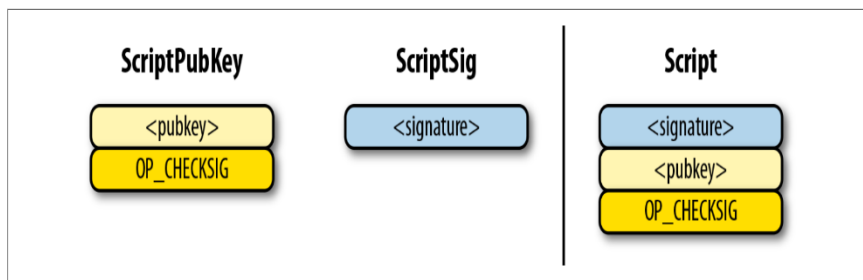 ScriptPubKey ScriptSig Script
<pubkey> <signature> <signature>
OP_CHECKSIG <pubkey>
OP_CHECKSIG